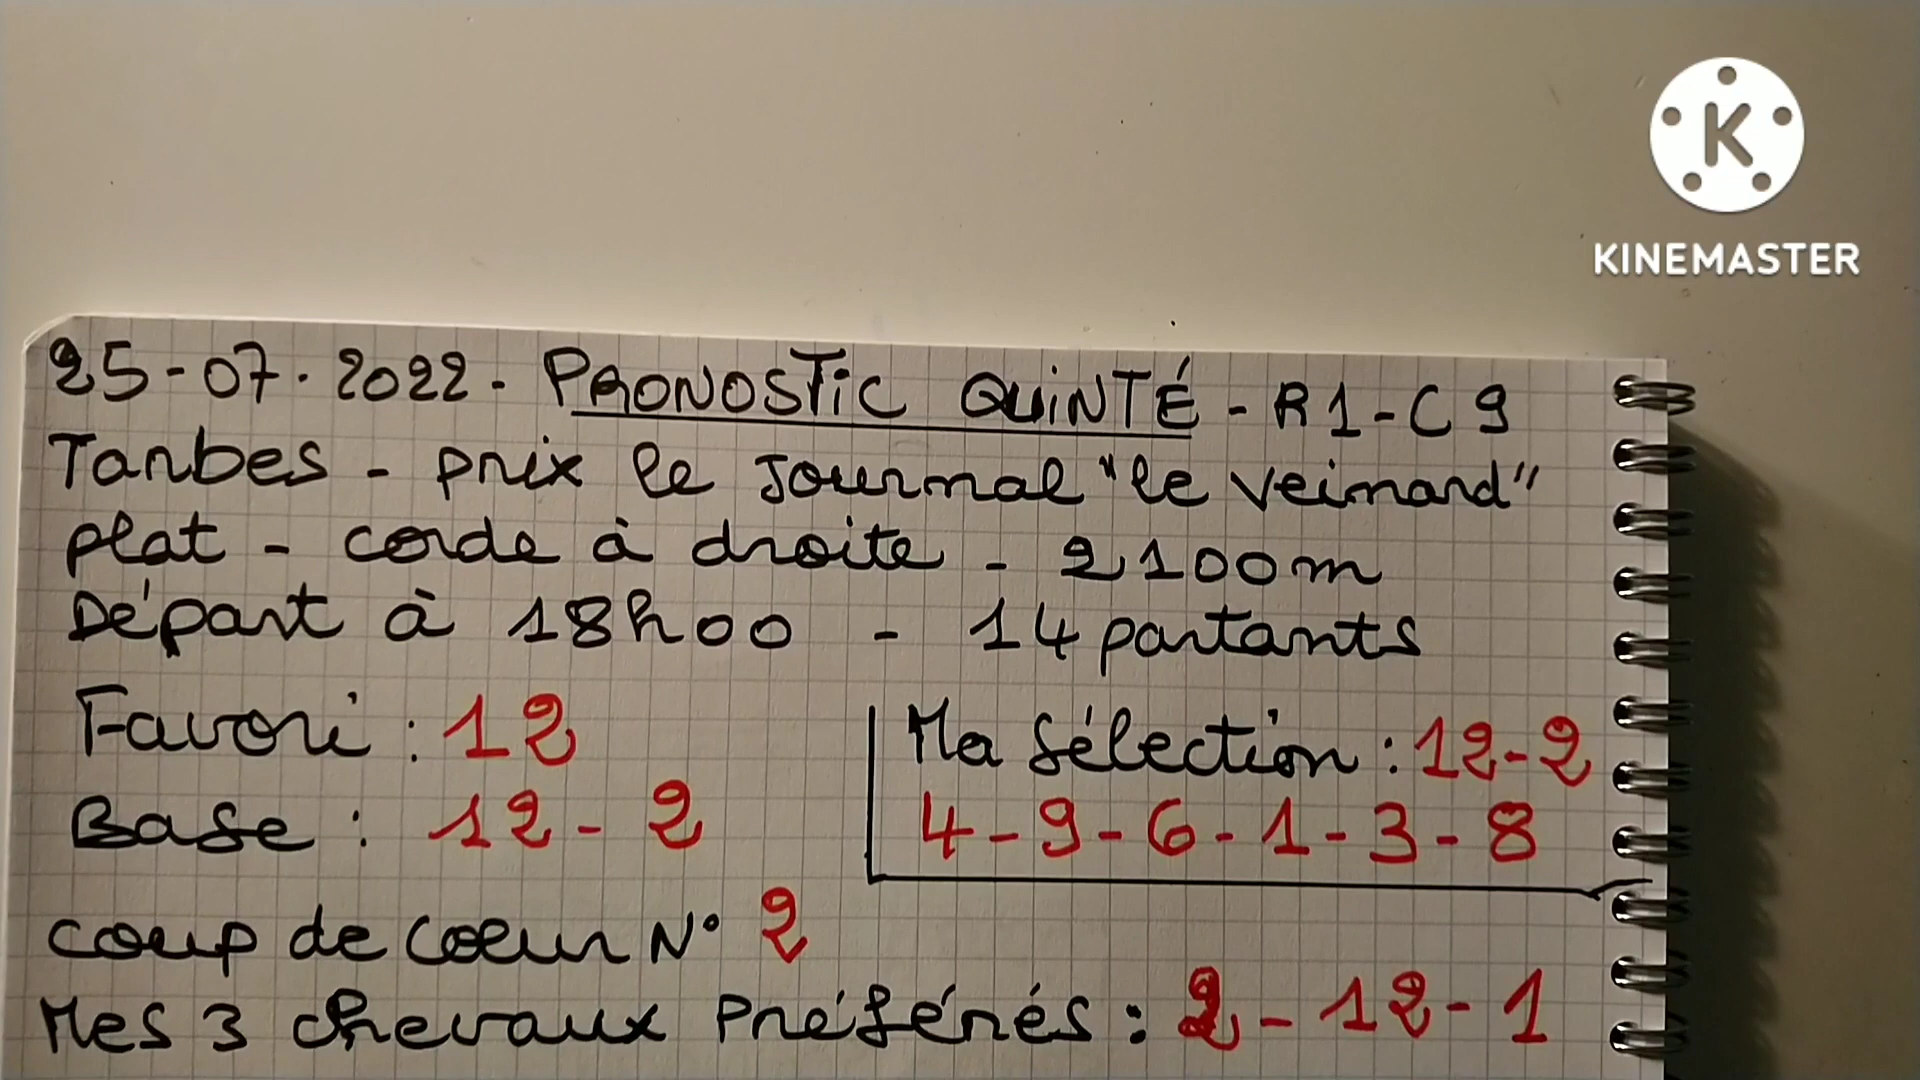 KINEMASTER
25-07-2022- PRONOSTIC QUINTÉ - R1-C9
Tarbes - prix le Journal "le veinard"
plat - corde à droite - 2100m
Départ à 18h00 - 14 partants
Favori : 12
Base : 12 - 2
Ma sélection : 12-2
4-9-6-1-3-8
coup de coeur N° 2
Mes 3 chevaux préférés : 2-12-1